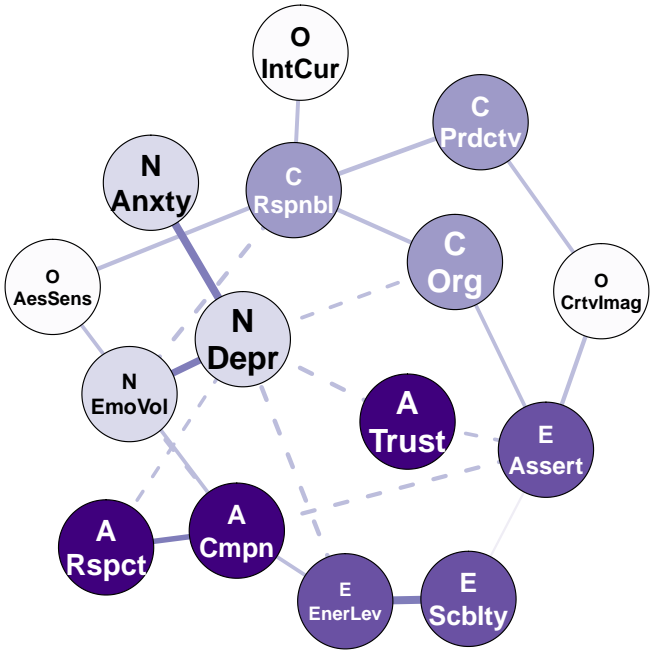 O
IntCur
C
Prdctv
N
Anxty
C
Rspnbl
C
Org
O
AesSens
O
CrtvImag
N
Depr
N
EmoVol
A
Trust
E
Assert
A
Rspct
A
Cmpn
E
EnerLev
E
Scblty